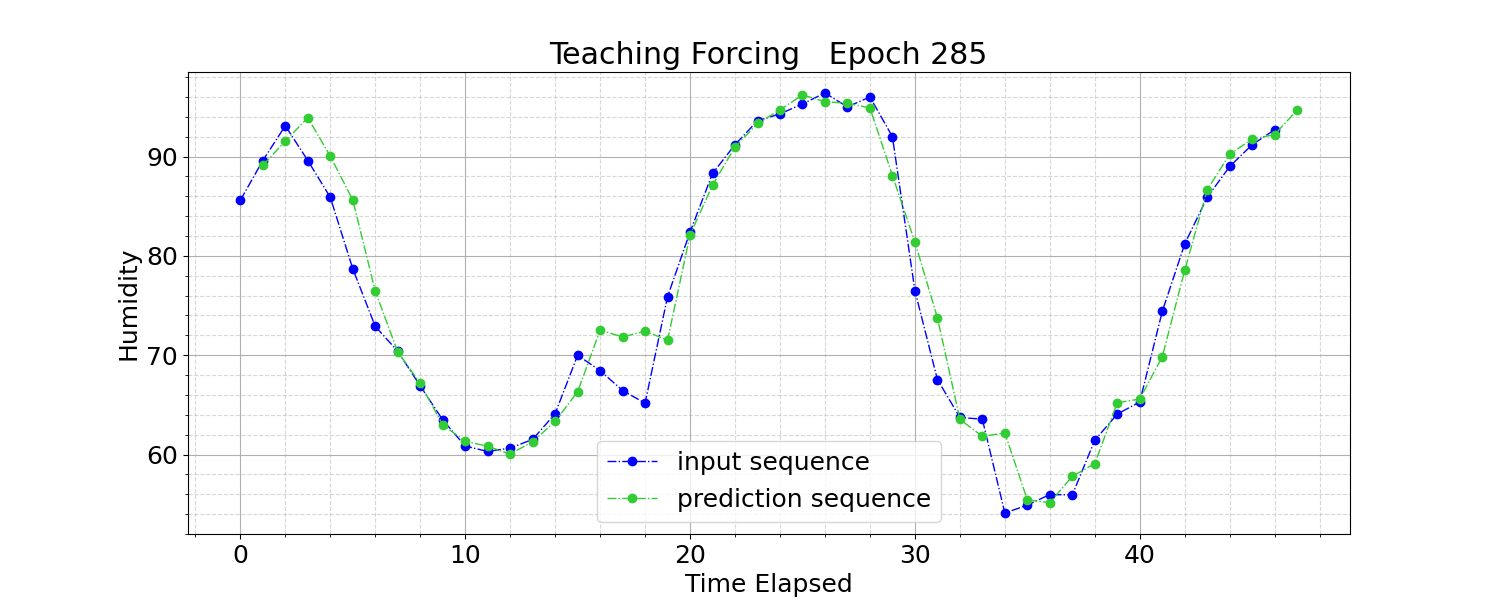 Teaching Forcing   Epoch 285
Humidity
90
80
70
60
input sequence
prediction sequence
0 10 20 30 40
Time Elapsed